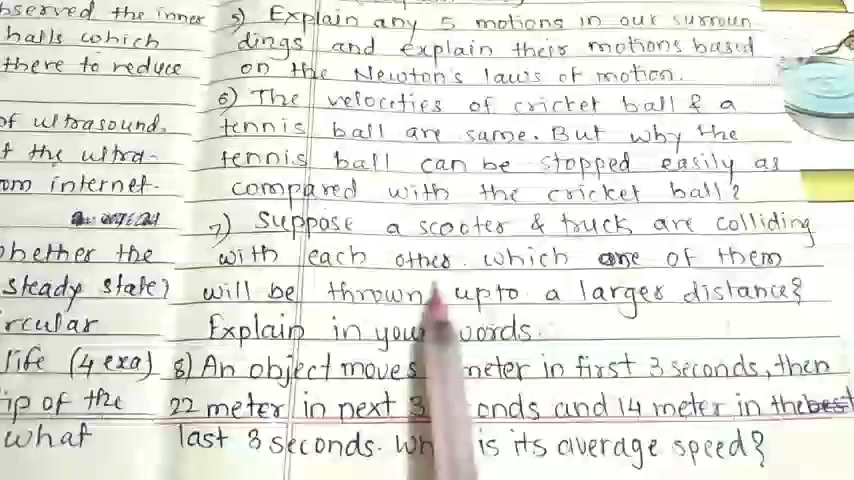 bserved the inner
balls which
there to reduce
of ultrasound.
f the ultra-
om internet.
hether the
steady state?
ircular
life (4 exa)
ip of the
what
5) Explain any 5 motions in our surroun
dings and explain their motions based
on the Newton's laws of motion.
6) The velocities of cricket ball & a
tennis ball are same. But why the
tennis ball can be stopped easily as
compared with the cricket ball?
7) Suppose a scooter & truck are colliding
with each other. which one of them
will be thrown upto a larger distance?
Explain in your words.
8) An object moves meter in first 3 seconds, then
22 meter in next 3 onds and 14 meter in the
last 3 seconds. is its average speed?